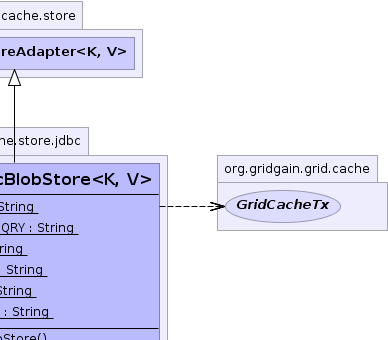 cache.store
reAdapter<K, V>
he.store.jdbc
cBlobStore<K, V>
String
QRY : String
ring
: String
String
: String
bStore()
org.gridgain.grid.cache
GridCacheTx